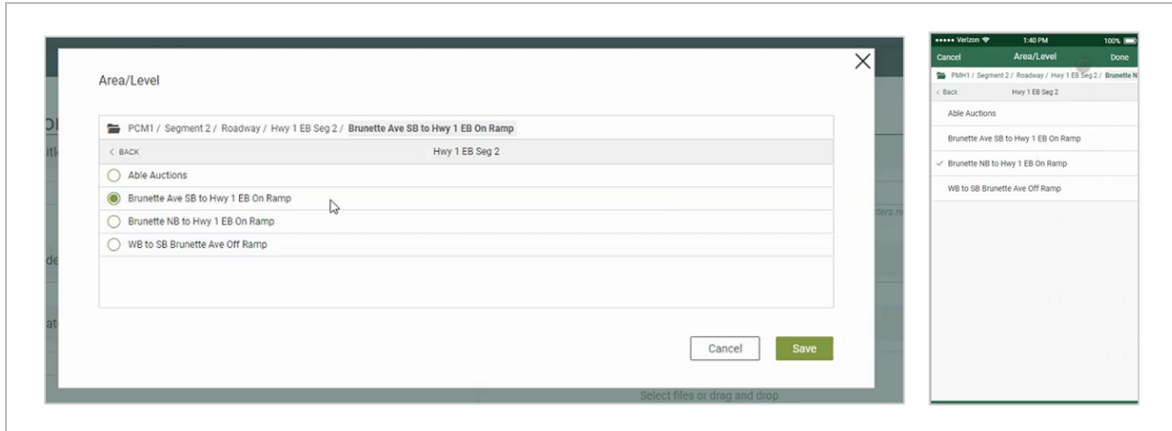 Area/Level
PCM1 / Segment 2 / Roadway / Hwy 1 EB Seg 2 / Brunette Ave SB to Hwy 1 EB On Ramp
< BACK Hwy 1 EB Seg 2
Able Auctions
Brunette Ave SB to Hwy 1 EB On Ramp
Brunette NB to Hwy 1 EB On Ramp
WB to SB Brunette Ave Off Ramp
Cancel Save
Select files or drag and drop
Verizon 1:40 PM 100%
Cancel Area/Level Done
PMH1 / Segment 2 / Roadway / Hwy 1 EB Seg 2 / Brunette N
< Back Hwy 1 EB Seg 2
Able Auctions
Brunette Ave SB to Hwy 1 EB On Ramp
Brunette NB to Hwy 1 EB On Ramp
WB to SB Brunette Ave Off Ramp